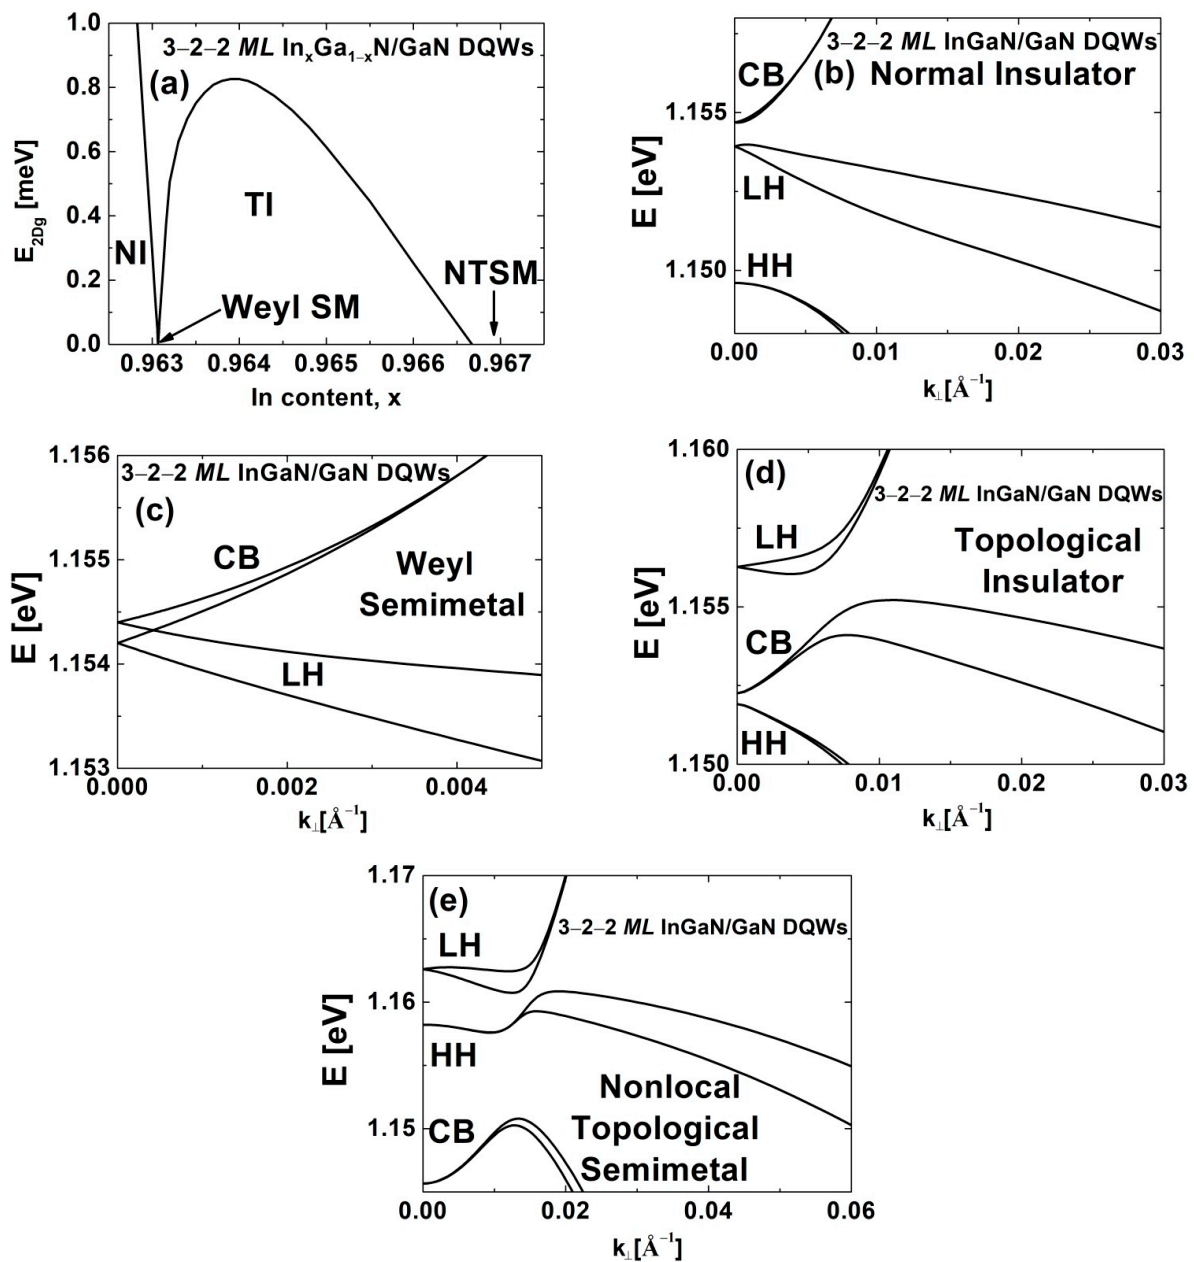 3–2–2 ML InxGa1–xN/GaN DQWs
(a)
E2Dg [meV]
1.0
0.8
0.6
0.4
0.2
0.0
NI
TI
NTSM
Weyl SM
0.963 0.964 0.965 0.966 0.967
In content, x
3–2–2 ML InGaN/GaN DQWs
(b) Normal Insulator
CB
LH
HH
E [eV]
1.155
1.150
0.00 0.01 0.02 0.03
k⊥[Å−1]
3–2–2 ML InGaN/GaN DQWs
(c)
CB
Weyl
Semimetal
LH
E [eV]
1.156
1.155
1.154
1.153
0.000 0.002 0.004
k⊥[Å−1]
(d)
3–2–2 ML InGaN/GaN DQWs
LH
Topological
Insulator
CB
HH
E [eV]
1.160
1.155
1.150
0.00 0.01 0.02 0.03
k⊥[Å−1]
(e)
3–2–2 ML InGaN/GaN DQWs
LH
HH
CB
Nonlocal
Topological
Semimetal
E [eV]
1.17
1.16
1.15
0.00 0.02 0.04 0.06
k⊥[Å−1]